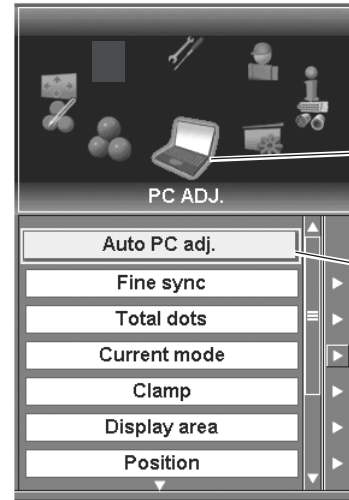 PC ADJ.
Auto PC adj.
Fine sync
Total dots
Current mode
Clamp
Display area
Position